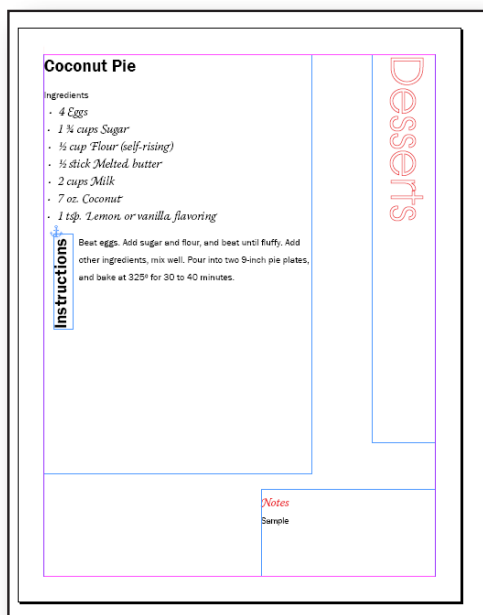 Coconut Pie
Desserts
Ingredients
· 4 Eggs
· 1 ¾ cups Sugar
· ½ cup Flour (self-rising)
· ½ stick Melted butter
· 2 cups Milk
· 7 oz. Coconut
· 1 tsp. Lemon or vanilla flavoring
Instructions
Beat eggs. Add sugar and flour, and beat until fluffy. Add
other ingredients, mix well. Pour into two 9-inch pie plates,
and bake at 325º for 30 to 40 minutes.
Notes
Sample